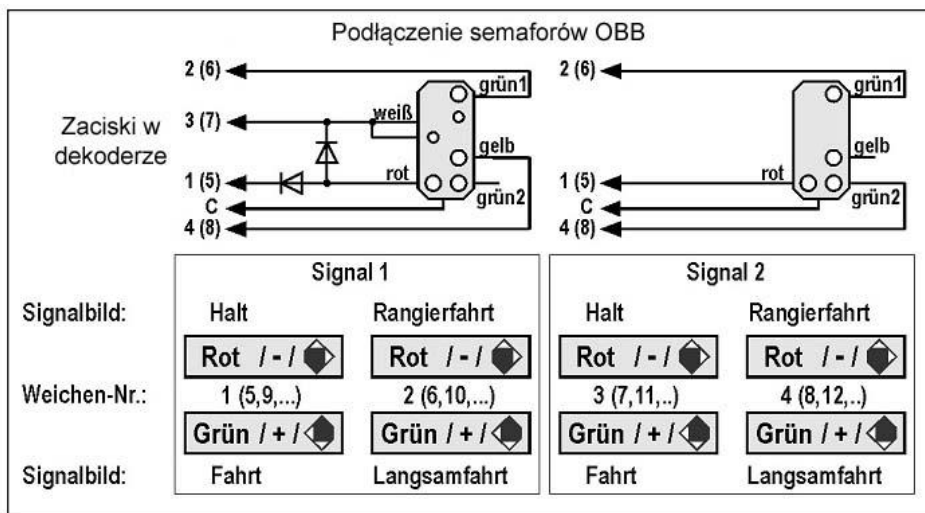 Podłączenie semaforów OBB
2 (6) grün1 2 (6) grün1
Zaciski w dekoderze
3 (7) weiß
gelb gelb
1 (5) rot 1 (5) rot
grün2 grün2
C C
4 (8) 4 (8)
Signal 1 Signal 2
Signalbild: Halt Rangierfahrt Halt Rangierfahrt
Rot / - / Rot / - / Rot / - / Rot / - /
Weichen-Nr.: 1 (5,9,...) 2 (6,10,...) 3 (7,11,..) 4 (8,12,..)
Grün / + / Grün / + / Grün / + / Grün / + /
Signalbild: Fahrt Langsamfahrt Fahrt Langsamfahrt